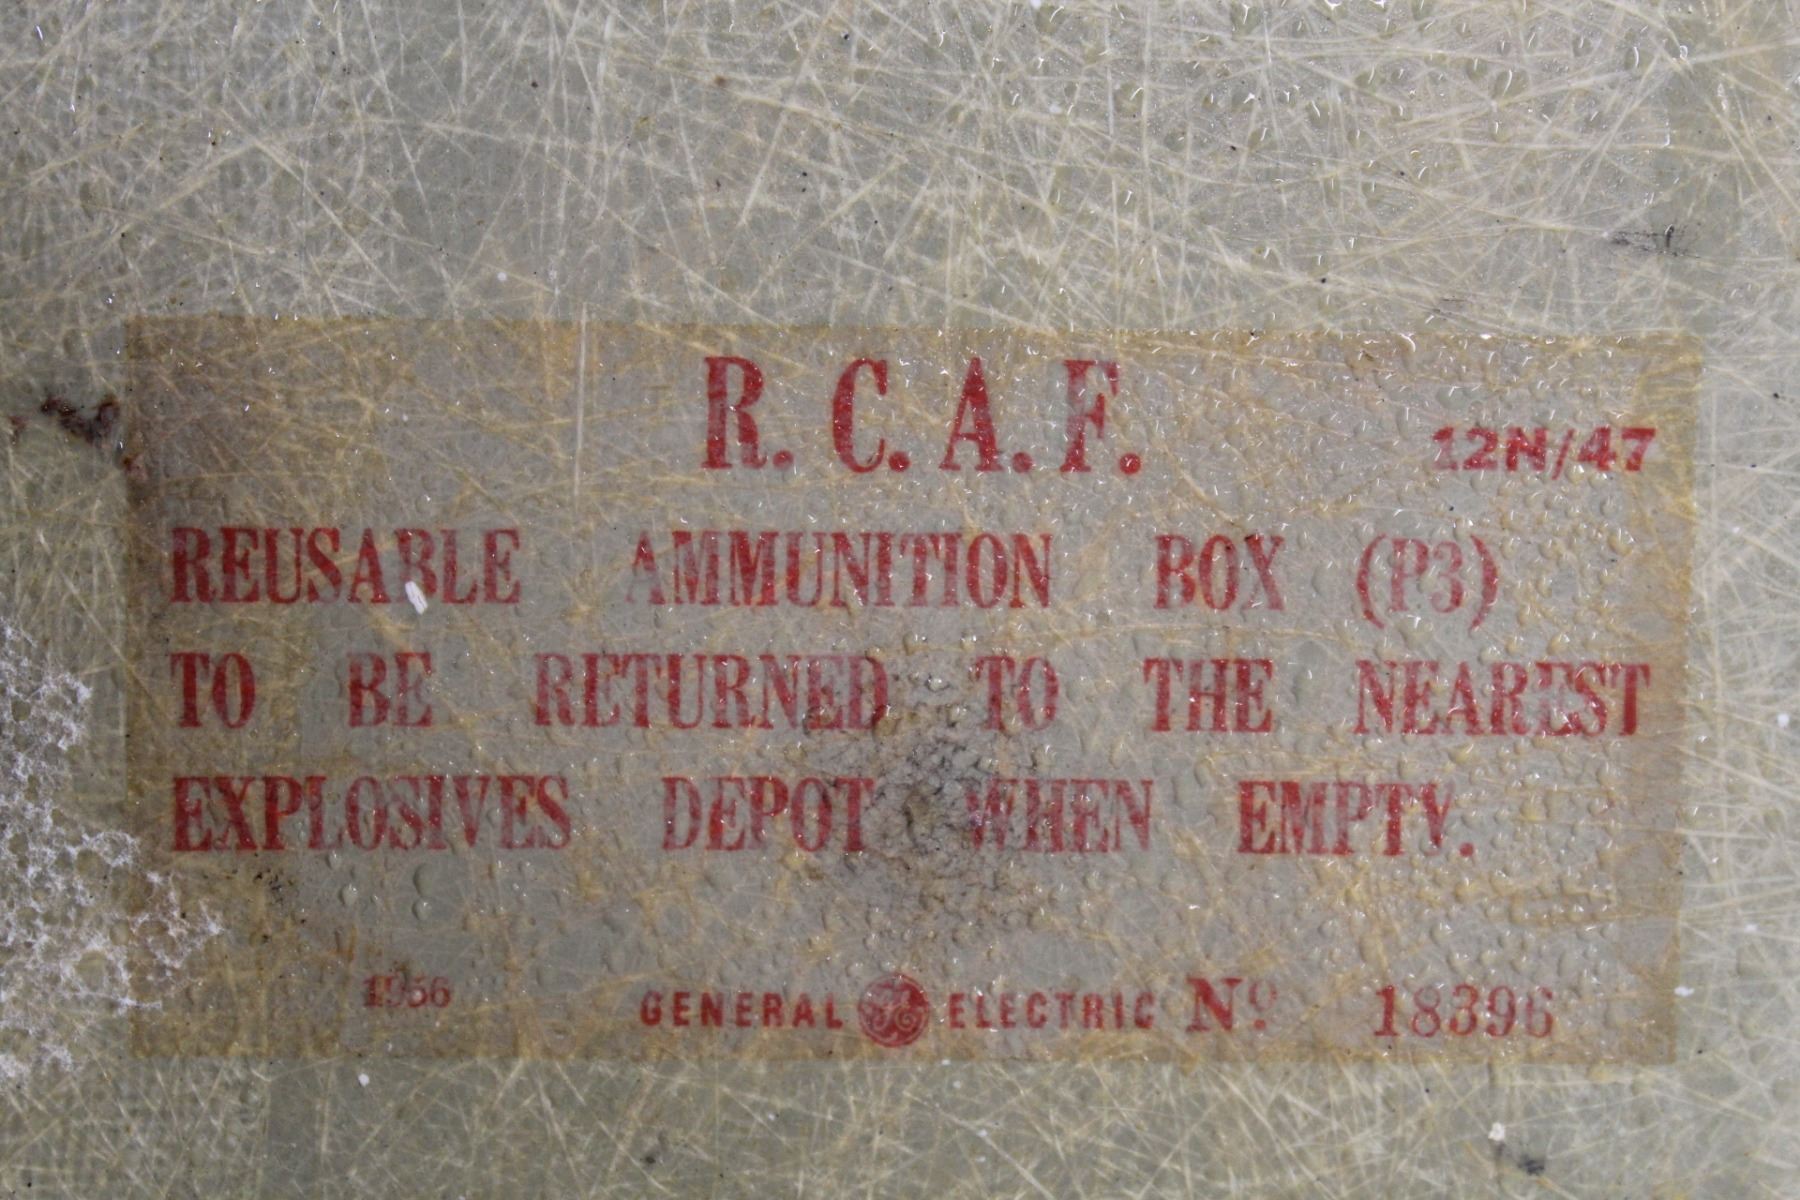 R.C.A.F. 12N/47
REUSABLE AMMUNITION BOX (P3)
TO BE RETURNED TO THE NEAREST
EXPLOSIVES DEPOT WHEN EMPTY.
1956 GENERAL GE ELECTRIC Nº 18396